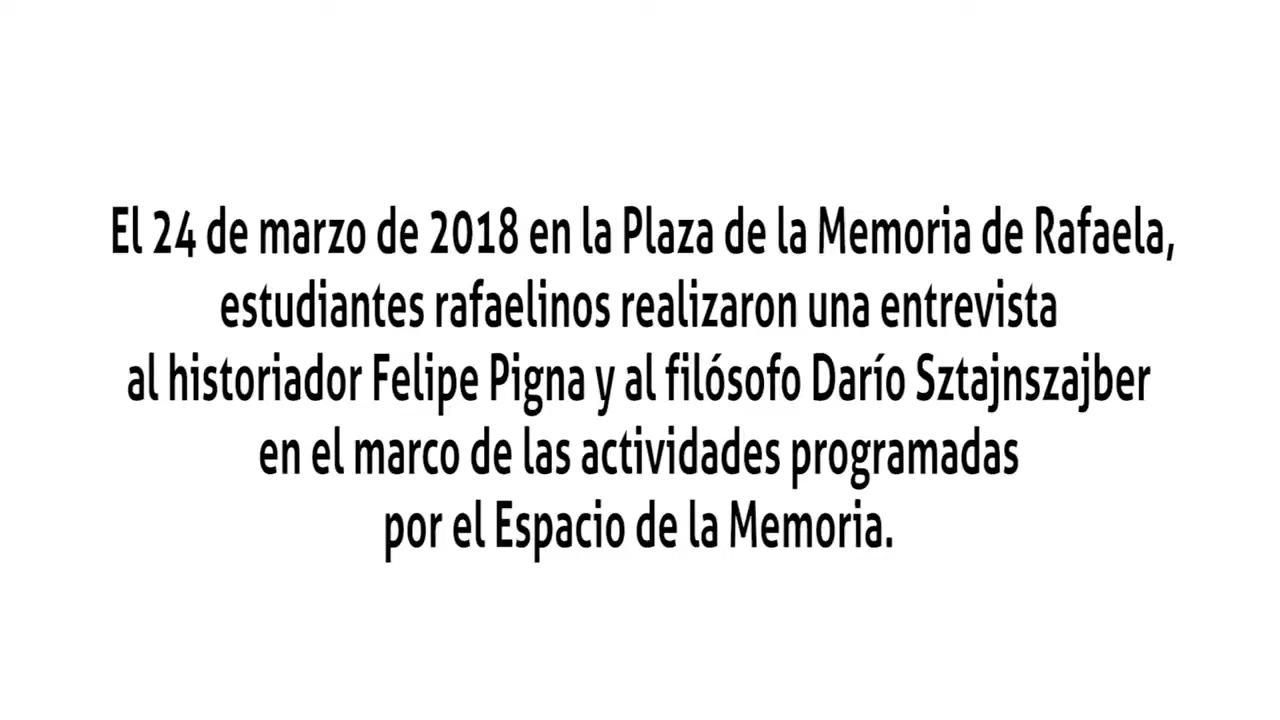 El 24 de marzo de 2018 en la Plaza de la Memoria de Rafaela,
estudiantes rafaelinos realizaron una entrevista
al historiador Felipe Pigna y al filósofo Darío Sztajnszajber
en el marco de las actividades programadas
por el Espacio de la Memoria.